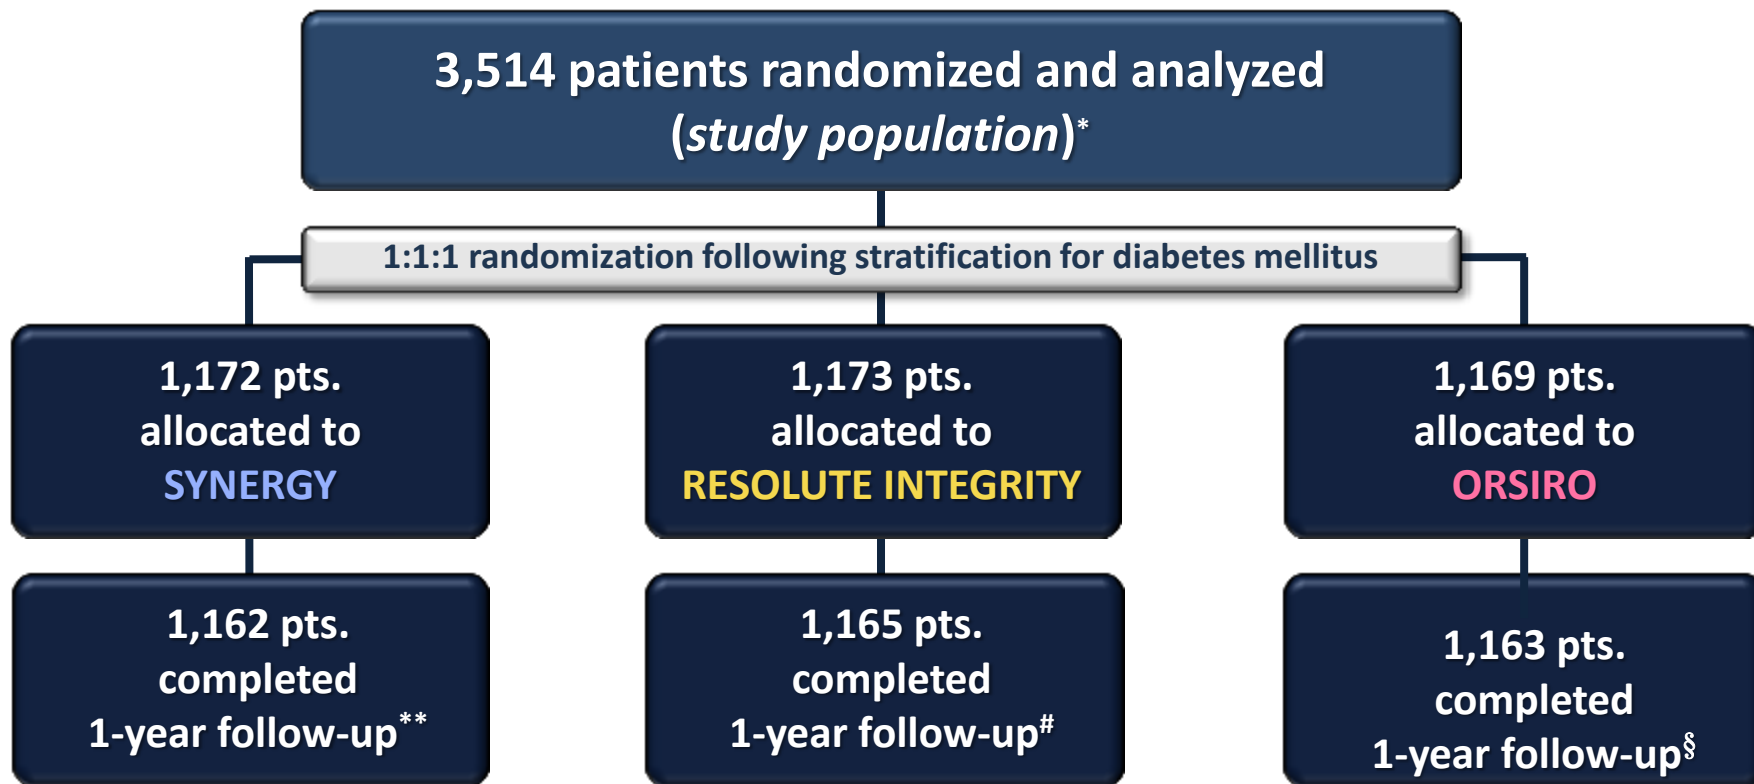 3,514 patients randomized and analyzed
(study population)*
1:1:1 randomization following stratification for diabetes mellitus
1,172 pts.
allocated to
SYNERGY
1,173 pts.
allocated to
RESOLUTE INTEGRITY
1,169 pts.
allocated to
ORSIRO
1,162 pts.
completed
1-year follow-up**
1,165 pts.
completed
1-year follow-up#
1,163 pts.
completed
1-year follow-up§